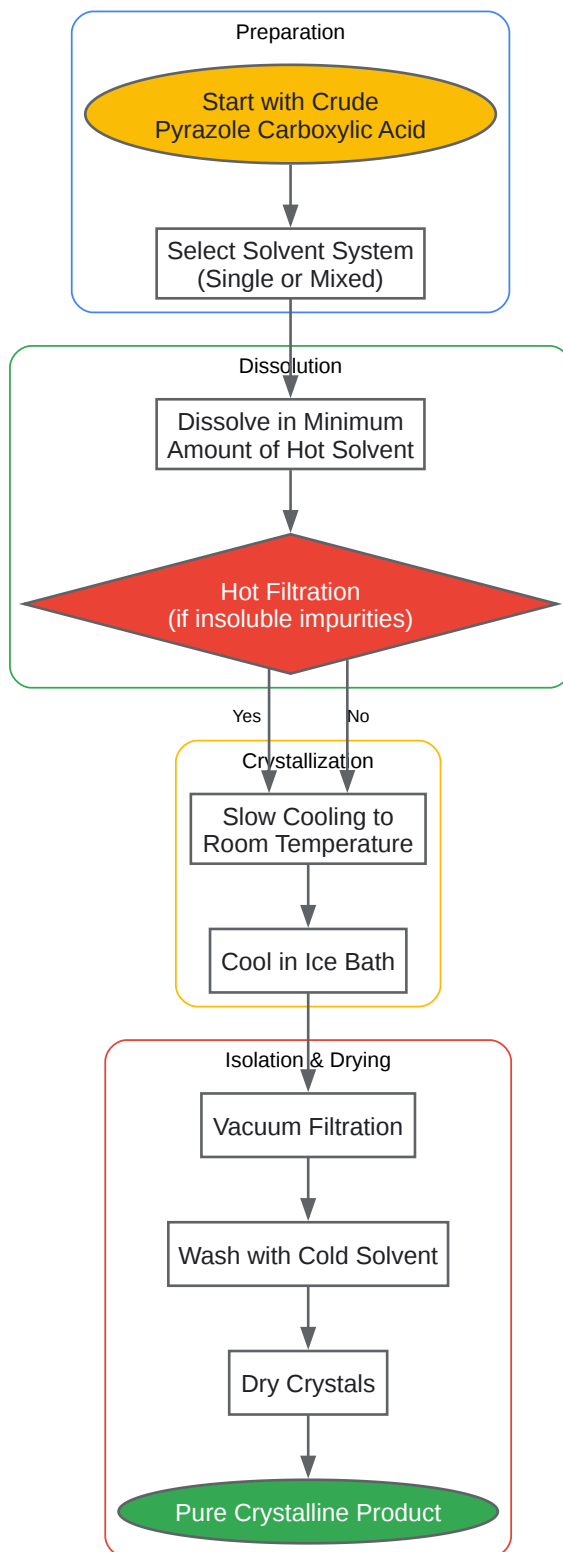 Preparation
Start with Crude
Pyrazole Carboxylic Acid
Select Solvent System
(Single or Mixed)
Dissolution
Dissolve in Minimum
Amount of Hot Solvent
Hot Filtration
(if insoluble impurities)
Yes
No
Crystallization
Slow Cooling to
Room Temperature
Cool in Ice Bath
Isolation & Drying
Vacuum Filtration
Wash with Cold Solvent
Dry Crystals
Pure Crystalline Product